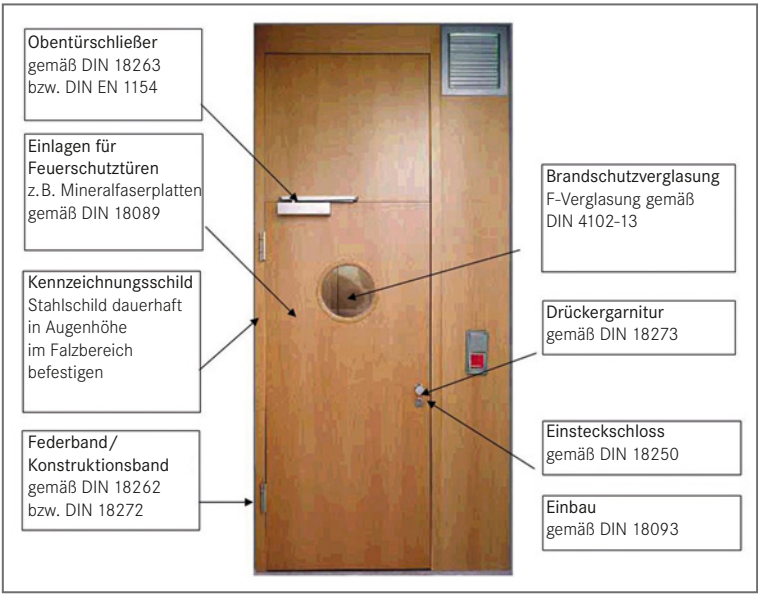 Obentürschließer
gemäß DIN 18263
bzw. DIN EN 1154
Einlagen für
Feuerschutztüren
z.B. Mineralfaserplatten
gemäß DIN 18089
Kennzeichnungsschild
Stahlschild dauerhaft
in Augenhöhe
im Falzbereich
befestigen
Federband/
Konstruktionsband
gemäß DIN 18262
bzw. DIN 18272
Brandschutzverglasung
F-Verglasung gemäß
DIN 4102-13
Drückergarnitur
gemäß DIN 18273
Einsteckschloss
gemäß DIN 18250
Einbau
gemäß DIN 18093